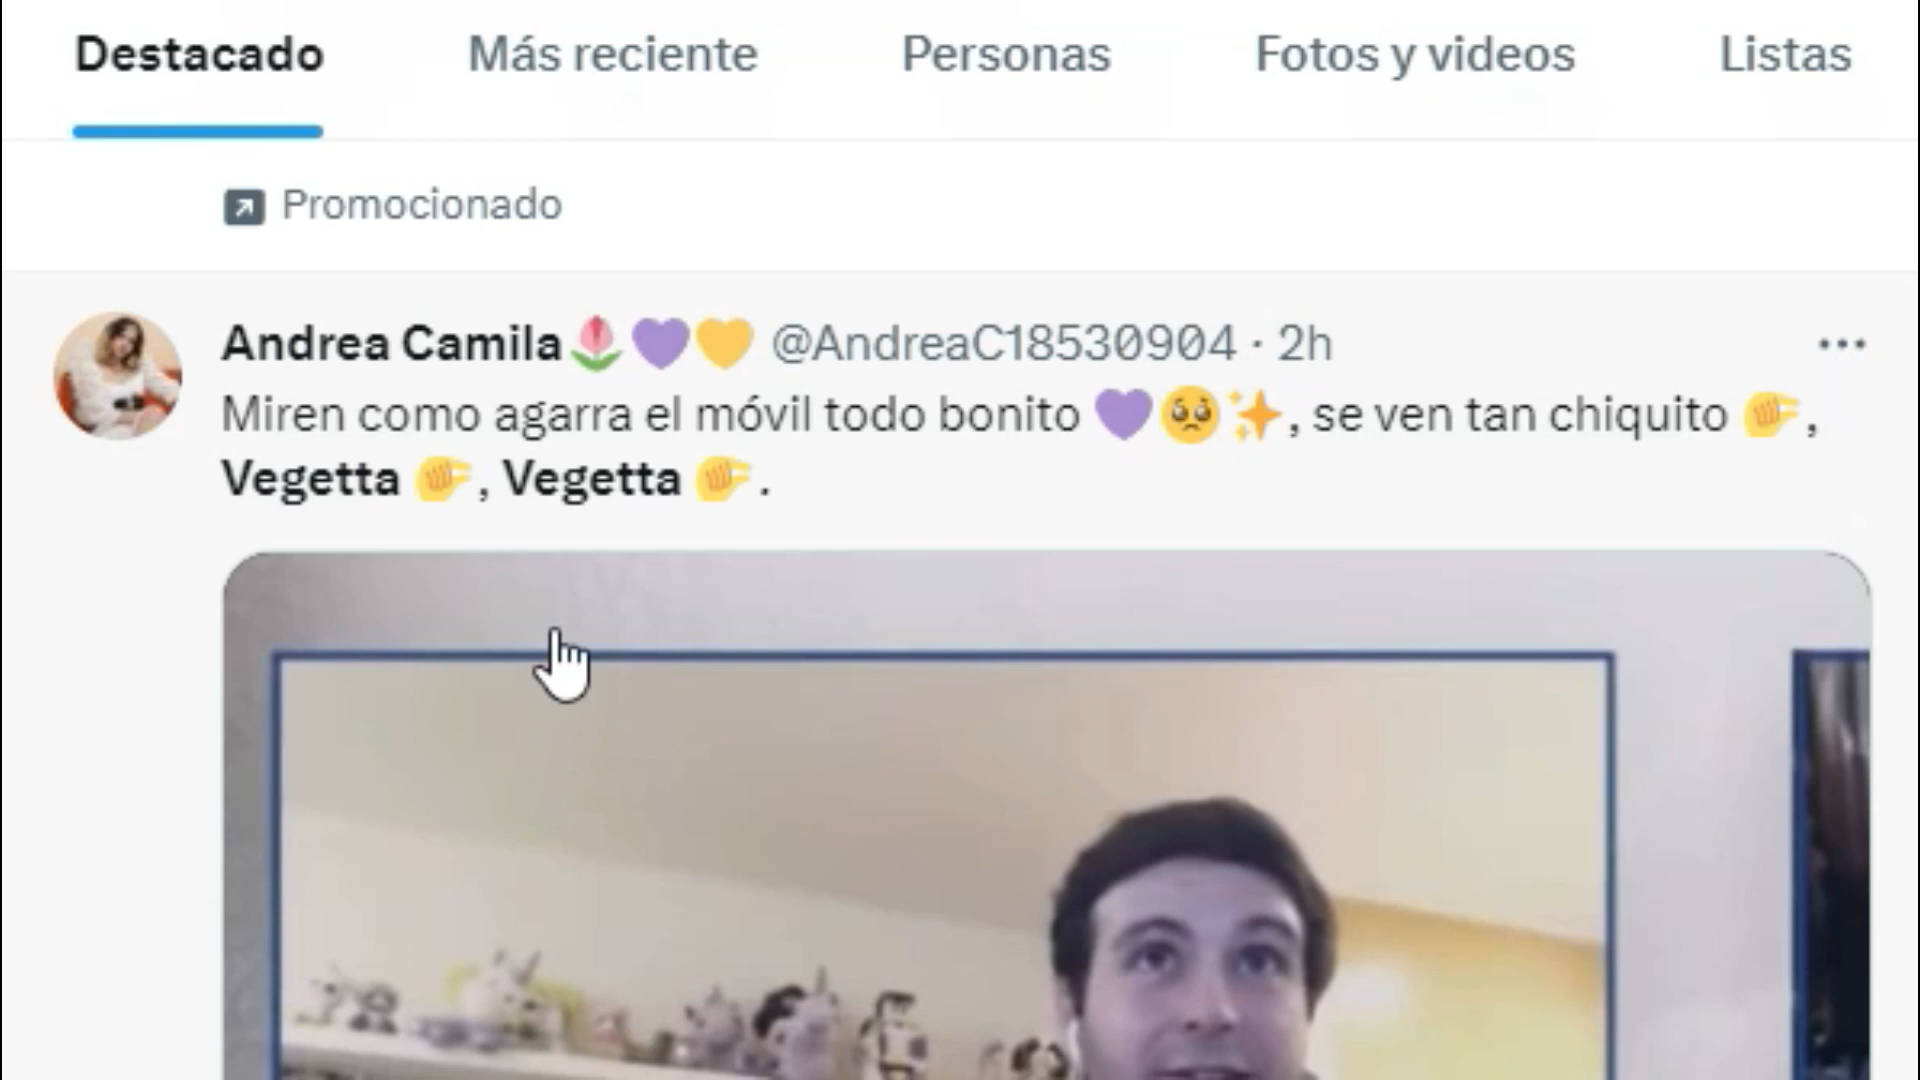 Destacado Más reciente Personas Fotos y videos Listas
Promocionado
Andrea Camila🌷💜💛 @AndreaC18530904 · 2h
Miren como agarra el móvil todo bonito 💜🥺✨, se ven tan chiquito 🤏,
Vegetta 🤏, Vegetta 🤏.